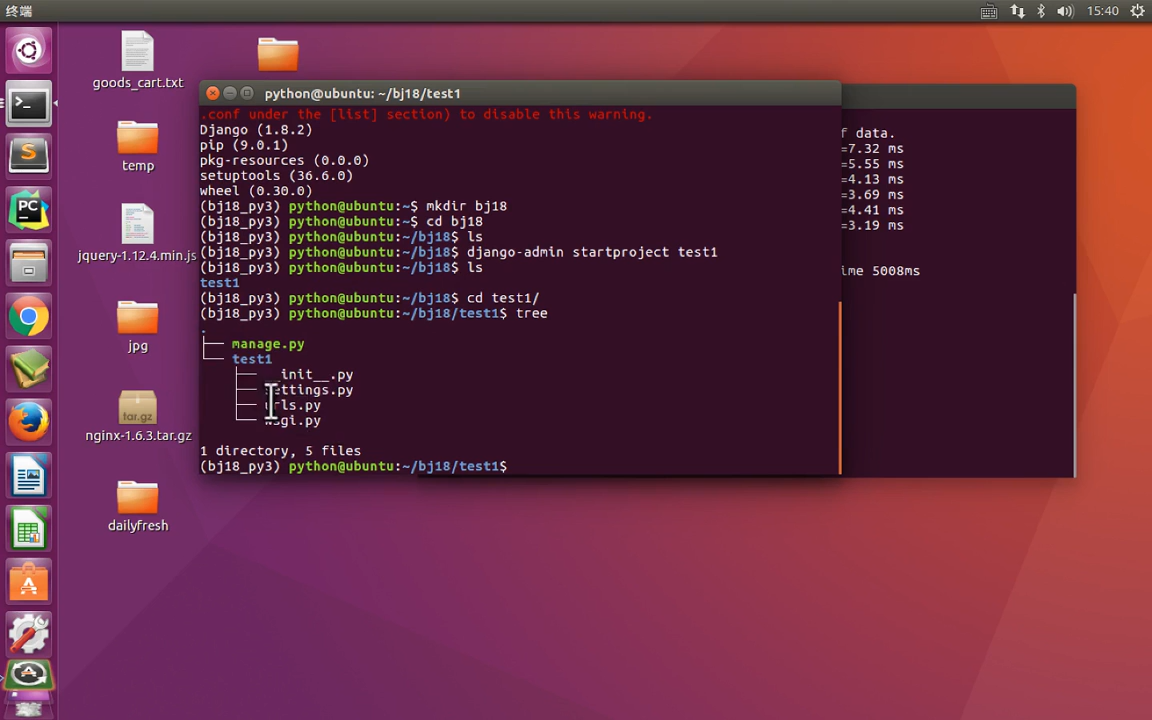 终端
15:40
goods_cart.txt
temp
jquery-1.12.4.min.js
jpg
tar.gz
nginx-1.6.3.tar.gz
dailyfresh
python@ubuntu: ~/bj18/test1
.conf under the [list] section) to disable this warning.
Django (1.8.2)
pip (9.0.1)
pkg-resources (0.0.0)
setuptools (36.6.0)
wheel (0.30.0)
(bj18_py3) python@ubuntu:~$ mkdir bj18
(bj18_py3) python@ubuntu:~$ cd bj18
(bj18_py3) python@ubuntu:~/bj18$ ls
(bj18_py3) python@ubuntu:~/bj18$ django-admin startproject test1
(bj18_py3) python@ubuntu:~/bj18$ ls
test1
(bj18_py3) python@ubuntu:~/bj18$ cd test1/
(bj18_py3) python@ubuntu:~/bj18/test1$ tree
.
├── manage.py
└── test1
├── __init__.py
├── settings.py
├── urls.py
└── wsgi.py
1 directory, 5 files
(bj18_py3) python@ubuntu:~/bj18/test1$
f data.
=7.32 ms
=5.55 ms
=4.13 ms
=3.69 ms
=4.41 ms
=3.19 ms
ime 5008ms